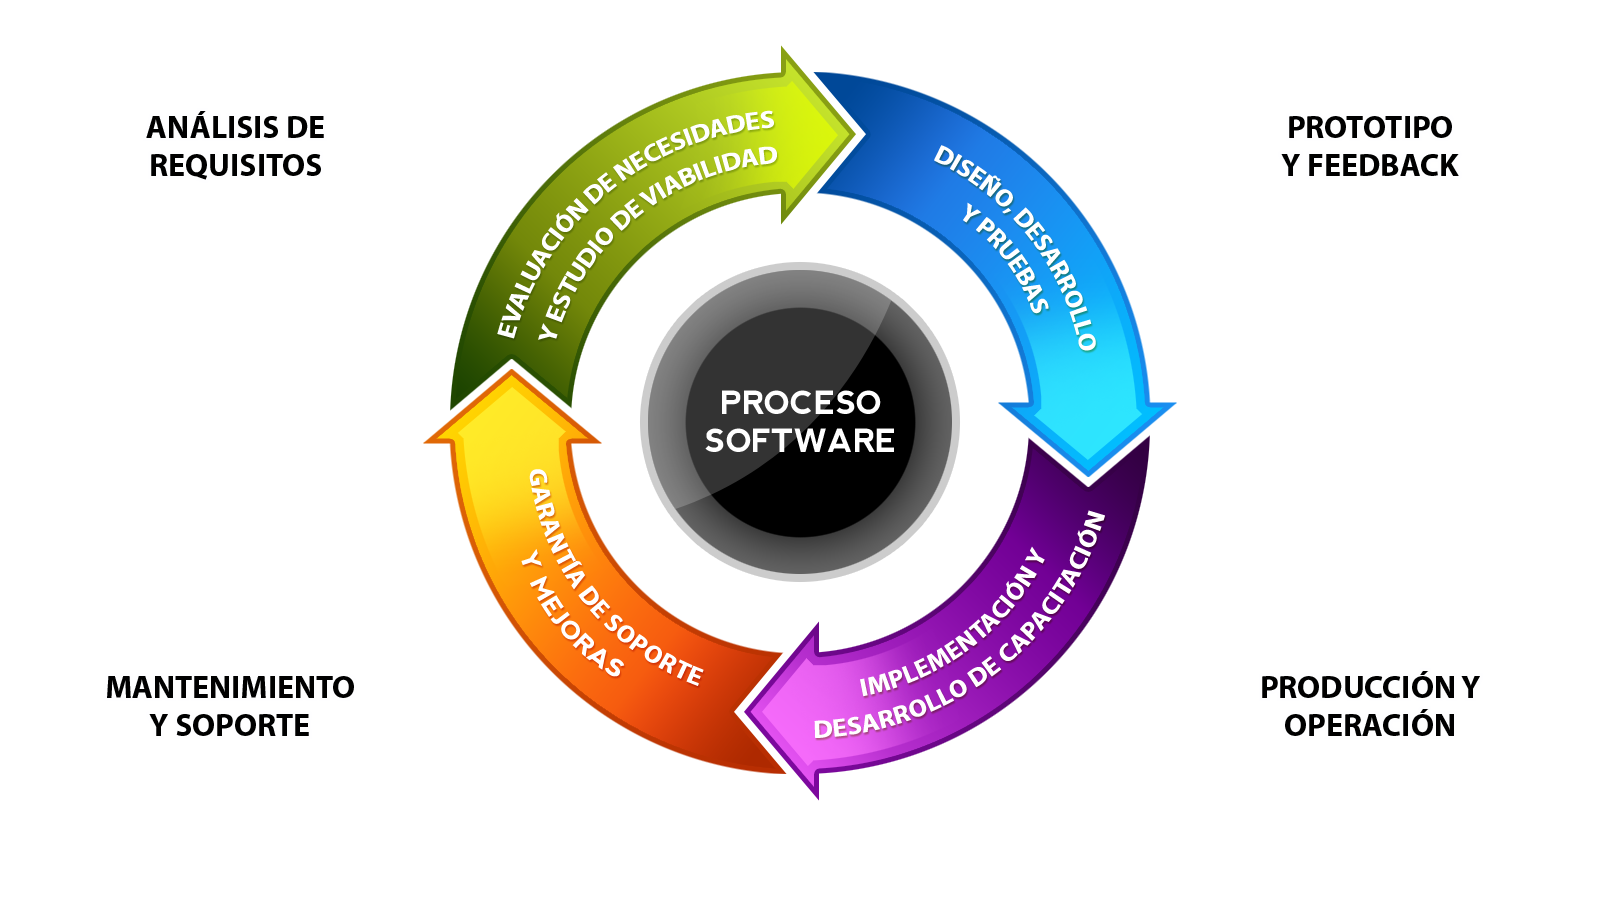 ANÁLISIS DE
REQUISITOS
EVALUACIÓN DE NECESIDADES
Y ESTUDIO DE VIABILIDAD
DISEÑO, DESARROLLO
Y PRUEBAS
PROTOTIPO
Y FEEDBACK
PROCESO
SOFTWARE
MANTENIMIENTO
Y SOPORTE
GARANTÍA DE SOPORTE
Y MEJORAS
IMPLEMENTACIÓN Y
DESARROLLO DE CAPACITACIÓN
PRODUCCIÓN Y
OPERACIÓN